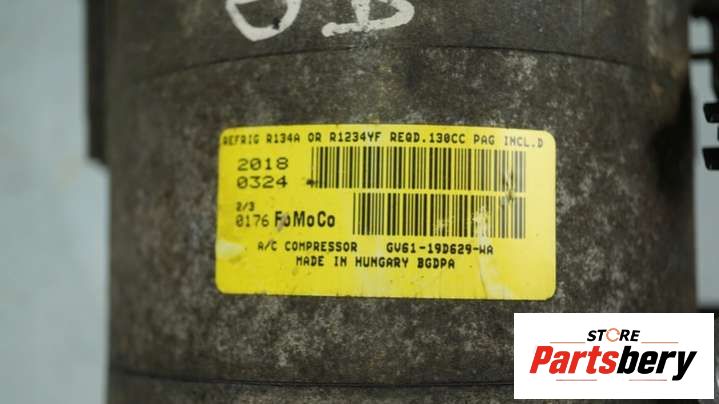 REFRIG R134A OR R1234YF REQD.130CC PAG INCL.D
2018
0324
2/3
0176 FoMoCo
A/C COMPRESSOR GV61-19D629-WA
MADE IN HUNGARY BGDPA
STORE
Partsbery